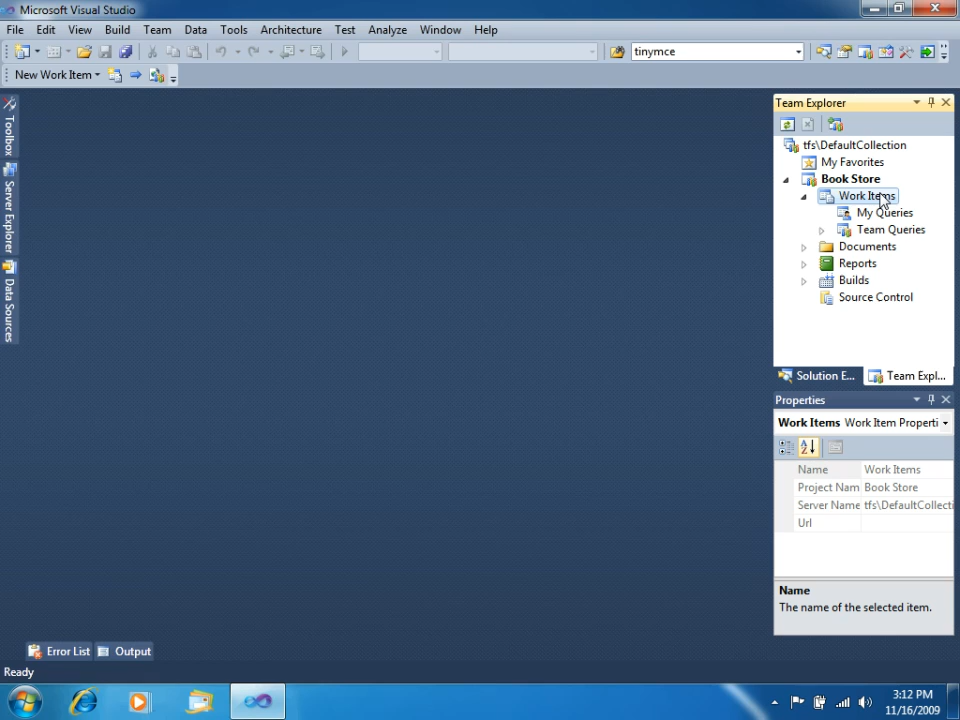 Microsoft Visual Studio
File Edit View Build Team Data Tools Architecture Test Analyze Window Help
tinymce
New Work Item
Toolbox
Server Explorer
Data Sources
Team Explorer
tfs\DefaultCollection
My Favorites
Book Store
Work Items
My Queries
Team Queries
Documents
Reports
Builds
Source Control
Solution E... Team Expl...
Properties
Work Items Work Item Properti
Name Work Items
Project Nam Book Store
Server Name tfs\DefaultCollecti
Url
Name
The name of the selected item.
Error List Output
Ready
3:12 PM
11/16/2009